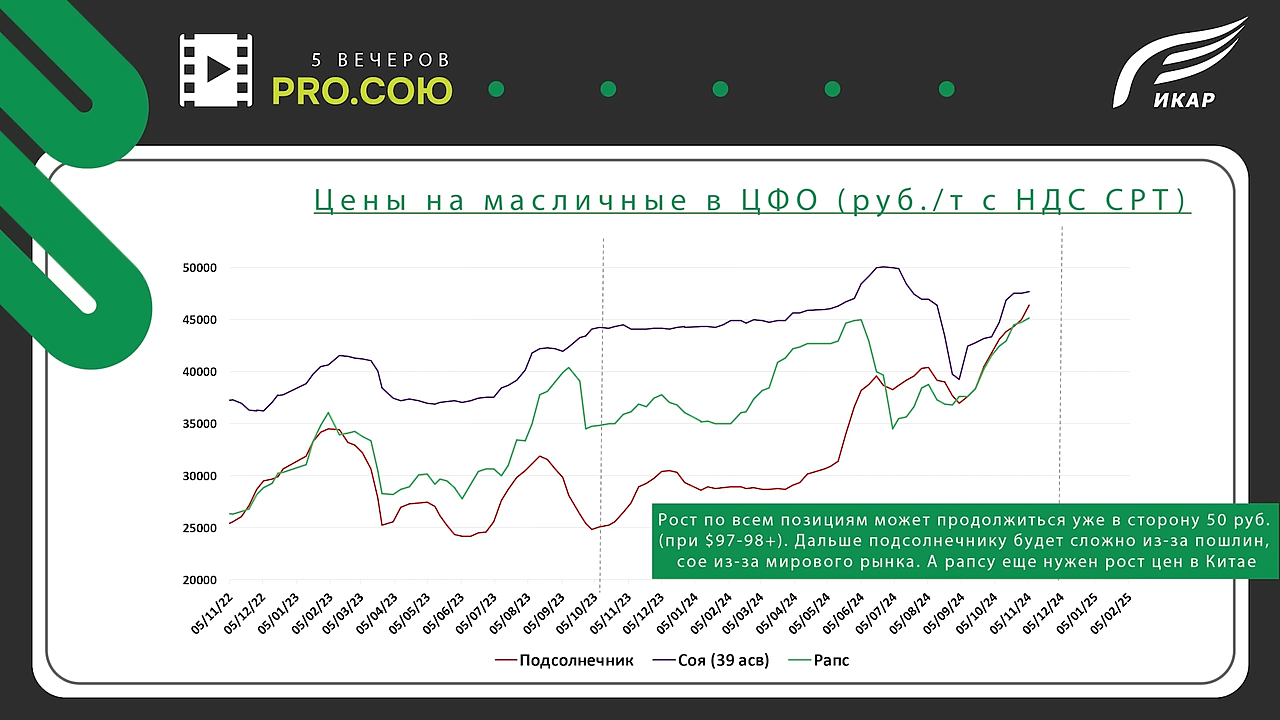 5 ВЕЧЕРОВ
PRO.СОЮ
ИКАР
Цены на масличные в ЦФО (руб./т с НДС СРТ)
50000
45000
40000
35000
30000
25000
20000
05/11/22 05/12/22 05/01/23 05/02/23 05/03/23 05/04/23 05/05/23 05/06/23 05/07/23 05/08/23 05/09/23 05/10/23 05/11/23 05/12/23 05/01/24 05/02/24 05/03/24 05/04/24 05/05/24 05/06/24 05/07/24 05/08/24 05/09/24 05/10/24 05/11/24 05/12/24 05/01/25 05/02/25
Рост по всем позициям может продолжиться уже в сторону 50 руб.
(при $97-98+). Дальше подсолнечнику будет сложно из-за пошлин,
сое из-за мирового рынка. А рапсу еще нужен рост цен в Китае
Подсолнечник Соя (39 асв) Рапс